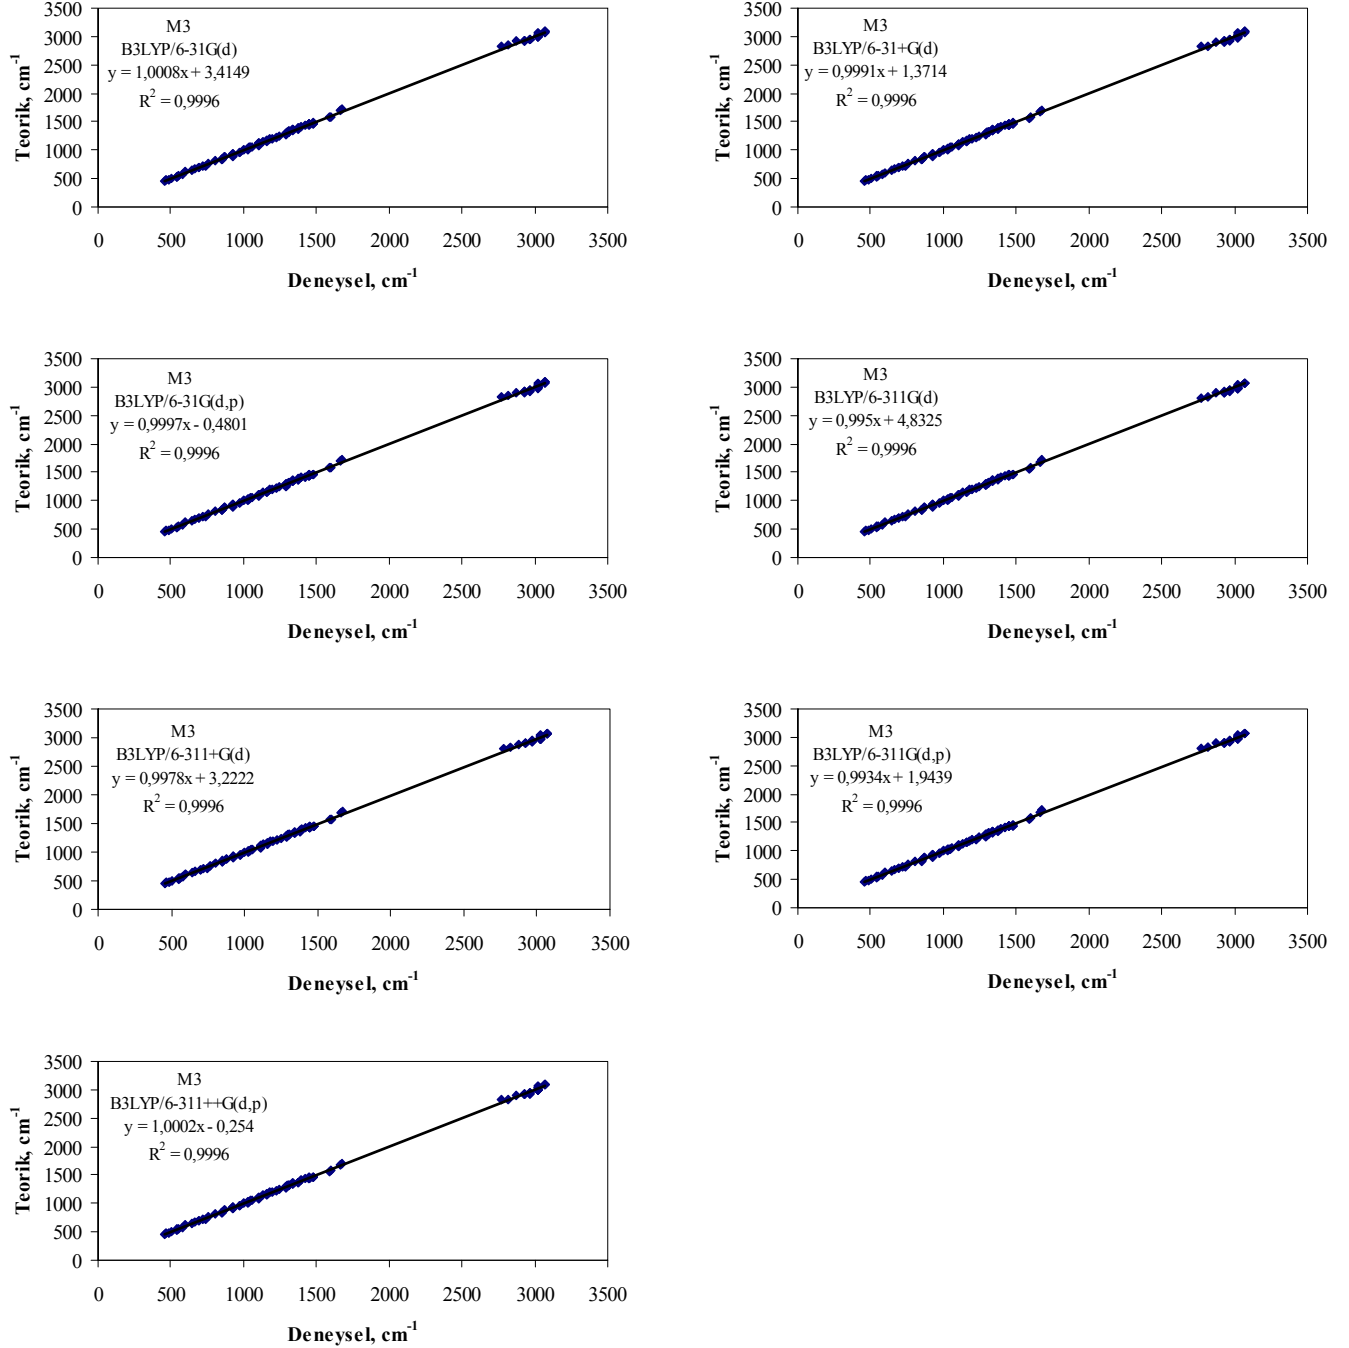 M3
B3LYP/6-31G(d)
y = 1,0008x + 3,4149
R² = 0,9996
3500
3000
2500
2000
1500
1000
500
0
0 500 1000 1500 2000 2500 3000 3500
Teorik, cm⁻¹
Deneysel, cm⁻¹
M3
B3LYP/6-31+G(d)
y = 0,9991x + 1,3714
R² = 0,9996
3500
3000
2500
2000
1500
1000
500
0
0 500 1000 1500 2000 2500 3000 3500
Teorik, cm⁻¹
Deneysel, cm⁻¹
M3
B3LYP/6-31G(d,p)
y = 0,9997x - 0,4801
R² = 0,9996
3500
3000
2500
2000
1500
1000
500
0
0 500 1000 1500 2000 2500 3000 3500
Teorik, cm⁻¹
Deneysel, cm⁻¹
M3
B3LYP/6-311G(d)
y = 0,995x + 4,8325
R² = 0,9996
3500
3000
2500
2000
1500
1000
500
0
0 500 1000 1500 2000 2500 3000 3500
Teorik, cm⁻¹
Deneysel, cm⁻¹
M3
B3LYP/6-311+G(d)
y = 0,9978x + 3,2222
R² = 0,9996
3500
3000
2500
2000
1500
1000
500
0
0 500 1000 1500 2000 2500 3000 3500
Teorik, cm⁻¹
Deneysel, cm⁻¹
M3
B3LYP/6-311G(d,p)
y = 0,9934x + 1,9439
R² = 0,9996
3500
3000
2500
2000
1500
1000
500
0
0 500 1000 1500 2000 2500 3000 3500
Teorik, cm⁻¹
Deneysel, cm⁻¹
M3
B3LYP/6-311++G(d,p)
y = 1,0002x - 0,254
R² = 0,9996
3500
3000
2500
2000
1500
1000
500
0
0 500 1000 1500 2000 2500 3000 3500
Teorik, cm⁻¹
Deneysel, cm⁻¹